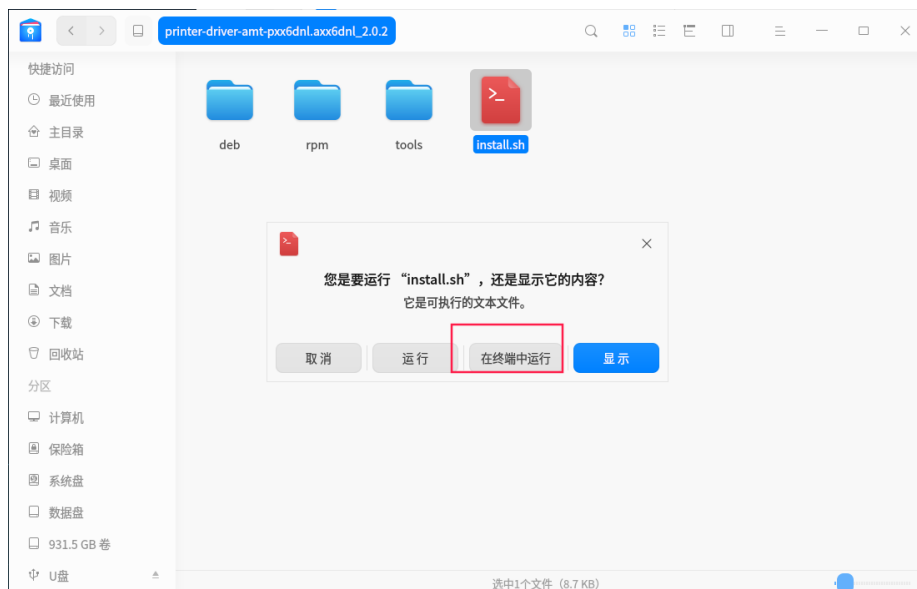 printer-driver-amt-pxx6dnl.axx6dnl_2.0.2
快捷访问
最近使用
主目录
桌面
视频
音乐
图片
文档
下载
回收站
分区
计算机
保险箱
系统盘
数据盘
931.5 GB 卷
U盘
deb
rpm
tools
install.sh
您是要运行 “install.sh” ，还是显示它的内容?
它是可执行的文本文件。
取消
运行
在终端中运行
显示
选中1个文件（8.7 KB）